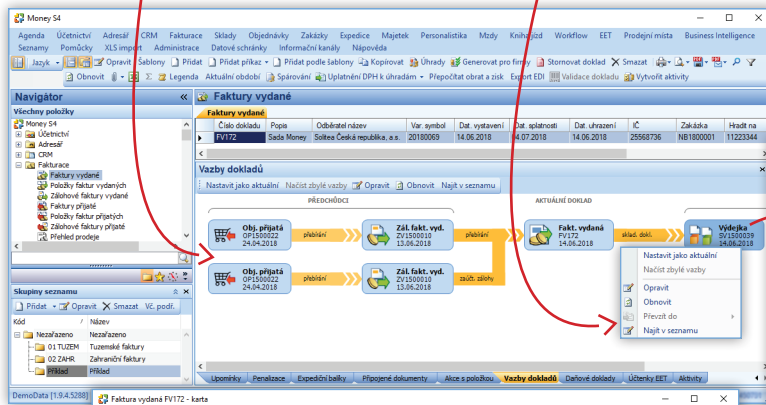 Money S4
Agenda Účetnictví Adresář CRM Fakturace Sklady Objednávky Zakázky Expedice Majetek Personalistika Mzdy Knihajízd Workflow EET Prodejní místa Business Intelligence
Seznamy Pomůcky XLS import Administrace Datové schránky Informační kanály Nápověda
Jazyk Opravit Šablony Přidat Přidat příkaz Přidat podle šablony Kopírovat Úhrady Generovat pro firmy Stornovat doklad Smazat
Obnovit Legenda Aktuální období Spárování Uplatnění DPH k úhradám Přepočítat obrat a zisk Export EDI Validace dokladu Vytvořit aktivity
Navigátor
Všechny položky
Money S4
Účetnictví
Adresář
CRM
Fakturace
Faktury vydané
Položky faktur vydaných
Zálohové faktury vydané
Faktury přijaté
Položky faktur přijatých
Zálohové faktury přijaté
Přehled prodeje
Skupiny seznamu
Přidat Opravit Smazat Vč. podř.
Kód / Název
Nezařazeno Nezařazeno
01 TUZEM Tuzemské faktury
02 ZAHR Zahraniční faktury
Příklad Příklad
Faktury vydané
Faktury vydané
Číslo dokladu Popis Odběratel název Var. symbol Dat. vystavení Dat. splatnosti Dat. uhrazení IČ Zakázka Hradit na
FV172 Sada Money Solitea Česká republika, a.s. 20180069 14.06.2018 04.07.2018 14.06.2018 25568736 NB1800001 11223344
Vazby dokladů
Nastavit jako aktuální Načíst zbylé vazby Opravit Obnovit Najít v seznamu
PŘEDCHŮDCI AKTUÁLNÍ DOKLAD
Obj. přijatá
OP1500022
24.04.2018
přebírání
Zál. fakt. vyd.
ZV1500010
13.06.2018
přebírání
Fakt. vydaná
FV172
14.06.2018
sklad. dokl.
Výdejka
SV1500039
14.06.2018
Obj. přijatá
OP1500022
24.04.2018
přebírání
Zál. fakt. vyd.
ZV1500010
13.06.2018
zaúčt. zálohy
Nastavit jako aktuální
Načíst zbylé vazby
Opravit
Obnovit
Převzít do
Najít v seznamu
Upomínky Penalizace Expediční balíky Připojené dokumenty Akce s položkou Vazby dokladů Daňové doklady Účtenky EET Aktivity
DemoData [1.9.4.5288]
Faktura vydaná FV172 - karta